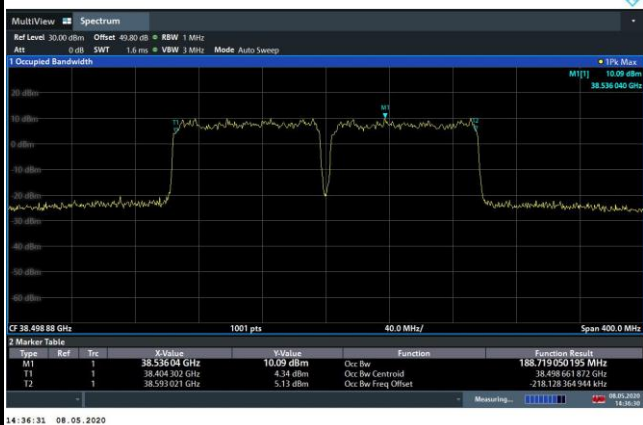 MultiView Spectrum
Ref Level 30.00 dBm Offset 49.80 dB RBW 1 MHz
Att 0 dB SWT 1.6 ms VBW 3 MHz Mode Auto Sweep
1 Occupied Bandwidth 1Pk Max
M1[1] 10.09 dBm
38.536 040 GHz
20 dBm
M1
10 dBm
T1
T2
0 dBm
-10 dBm
-20 dBm
-30 dBm
-40 dBm
-50 dBm
-60 dBm
CF 38.498 88 GHz 1001 pts 40.0 MHz/ Span 400.0 MHz
2 Marker Table
Type Ref Trc X-Value Y-Value Function Function Result
M1 1 38.536 04 GHz 10.09 dBm Occ Bw 188.719 050 195 MHz
T1 1 38.404 302 GHz 4.34 dBm Occ Bw Centroid 38.498 661 872 GHz
T2 1 38.593 021 GHz 5.13 dBm Occ Bw Freq Offset -218.128 364 944 kHz
Measuring... 08.05.2020
14:36:30
14:36:31 08.05.2020